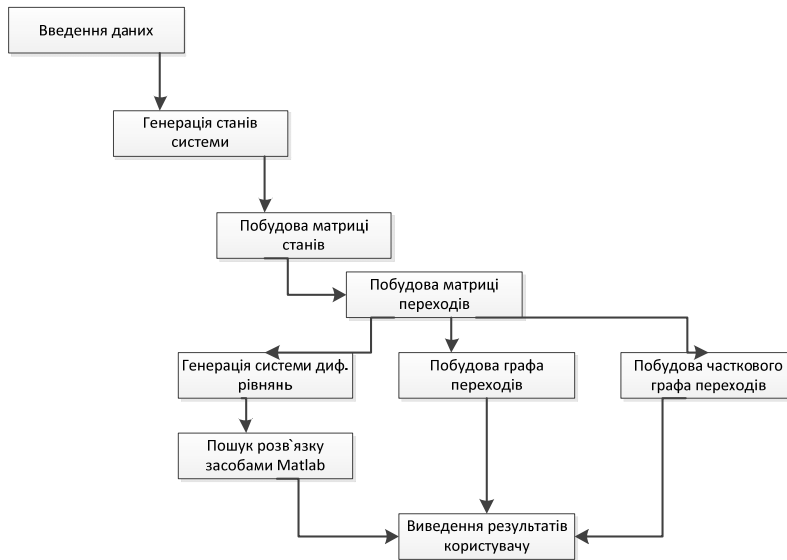 Введення даних
Генерація станів
системи
Побудова матриці
станів
Побудова матриці
переходів
Генерація системи диф.
рівнянь
Побудова графа
переходів
Побудова часткового
графа переходів
Пошук розв`язку
засобами Matlab
Виведення результатів
користувачу